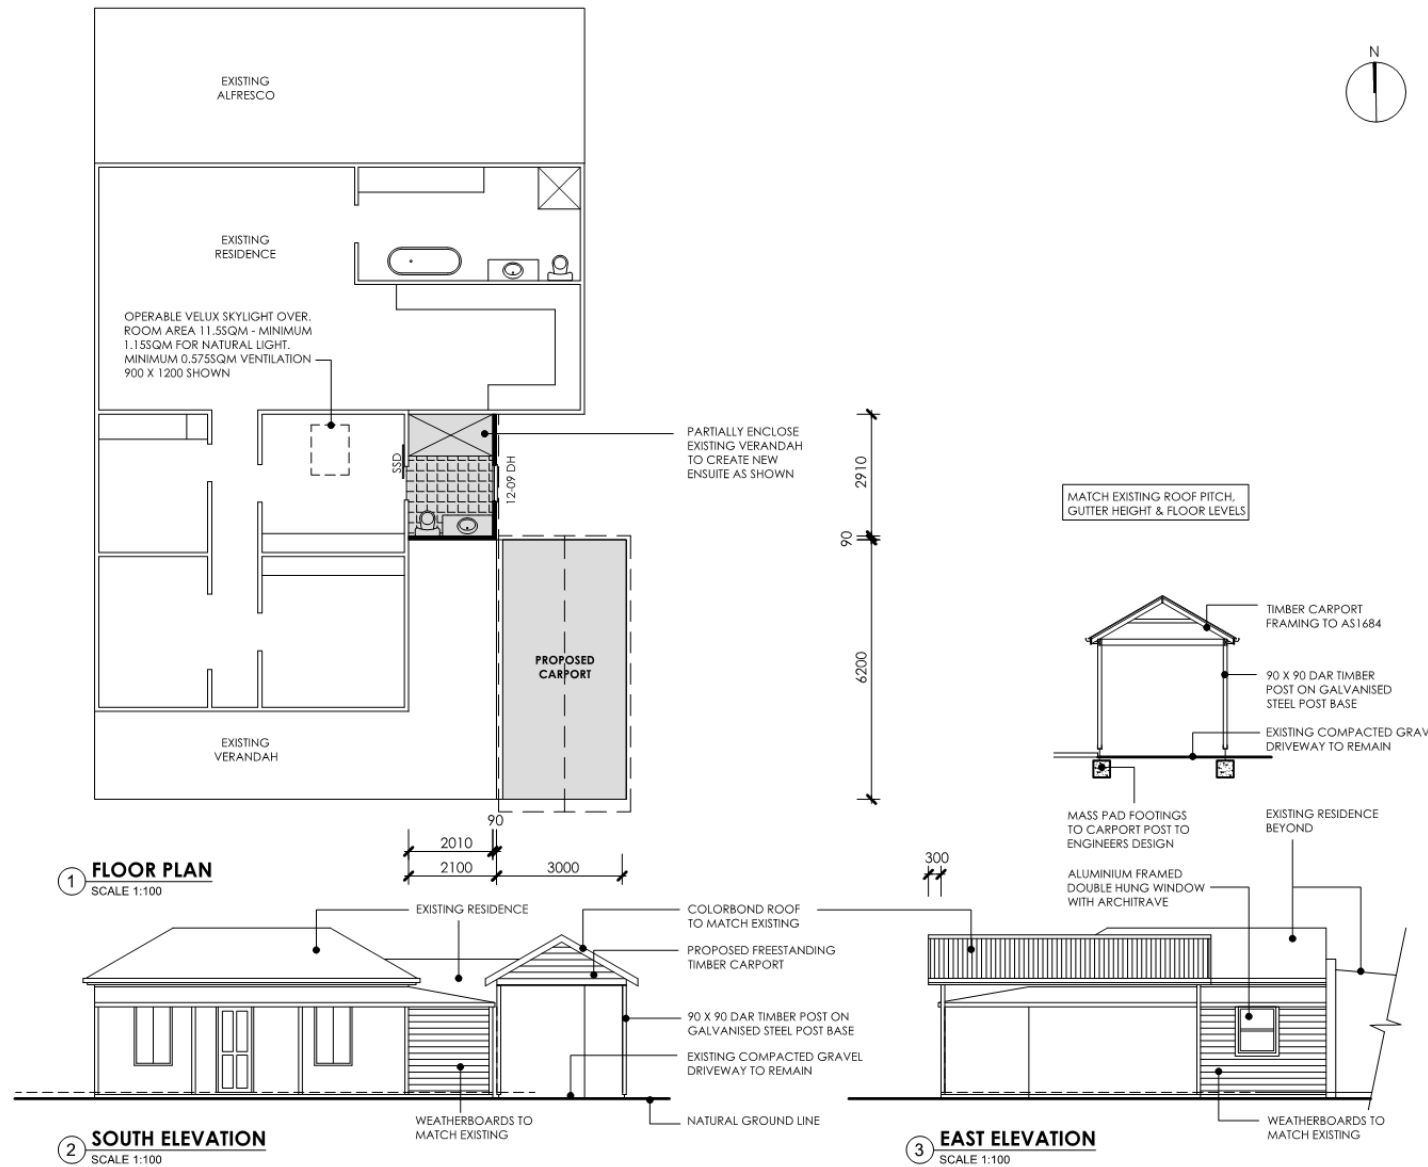 EXISTING
ALFRESCO
N
EXISTING
RESIDENCE
OPERABLE VELUX SKYLIGHT OVER.
ROOM AREA 11.5SQM - MINIMUM
1.15SQM FOR NATURAL LIGHT.
MINIMUM 0.575SQM VENTILATION
900 X 1200 SHOWN
SSD
12-09 DH
PARTIALLY ENCLOSE
EXISTING VERANDAH
TO CREATE NEW
ENSUITE AS SHOWN
2910
90
6200
MATCH EXISTING ROOF PITCH,
GUTTER HEIGHT & FLOOR LEVELS
PROPOSED
CARPORT
EXISTING
VERANDAH
TIMBER CARPORT
FRAMING TO AS1684
90 X 90 DAR TIMBER
POST ON GALVANISED
STEEL POST BASE
EXISTING COMPACTED GRAV
DRIVEWAY TO REMAIN
MASS PAD FOOTINGS
TO CARPORT POST TO
ENGINEERS DESIGN
EXISTING RESIDENCE
BEYOND
90
2010
2100
3000
1
FLOOR PLAN
SCALE 1:100
300
ALUMINIUM FRAMED
DOUBLE HUNG WINDOW
WITH ARCHITRAVE
EXISTING RESIDENCE
COLORBOND ROOF
TO MATCH EXISTING
PROPOSED FREESTANDING
TIMBER CARPORT
90 X 90 DAR TIMBER POST ON
GALVANISED STEEL POST BASE
EXISTING COMPACTED GRAVEL
DRIVEWAY TO REMAIN
NATURAL GROUND LINE
WEATHERBOARDS TO
MATCH EXISTING
2
SOUTH ELEVATION
SCALE 1:100
WEATHERBOARDS TO
MATCH EXISTING
3
EAST ELEVATION
SCALE 1:100